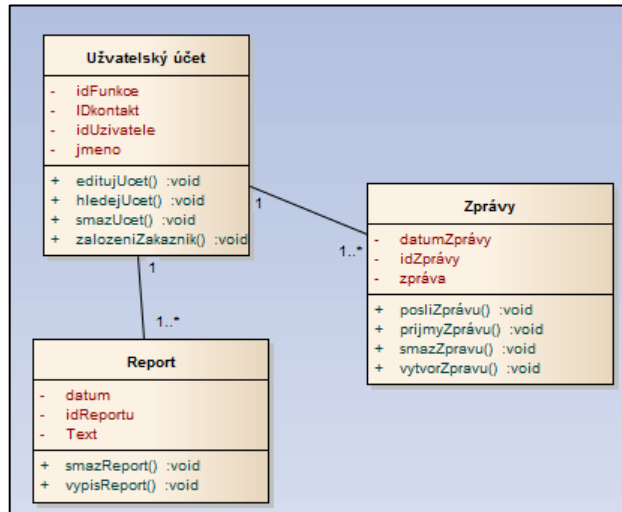 Užvatelský účet
- idFunkce
- IDkontakt
- idUzivatele
- jmeno
+ editujUcet() :void
+ hledejUcet() :void
+ smazUcet() :void
+ zalozeniZakaznik() :void
1
1..*
Zprávy
- datumZprávy
- idZprávy
- zpráva
+ posliZprávu() :void
+ prijmyZprávu() :void
+ smazZpravu() :void
+ vytvorZpravu() :void
1
1..*
Report
- datum
- idReportu
- Text
+ smazReport() :void
+ vypisReport() :void